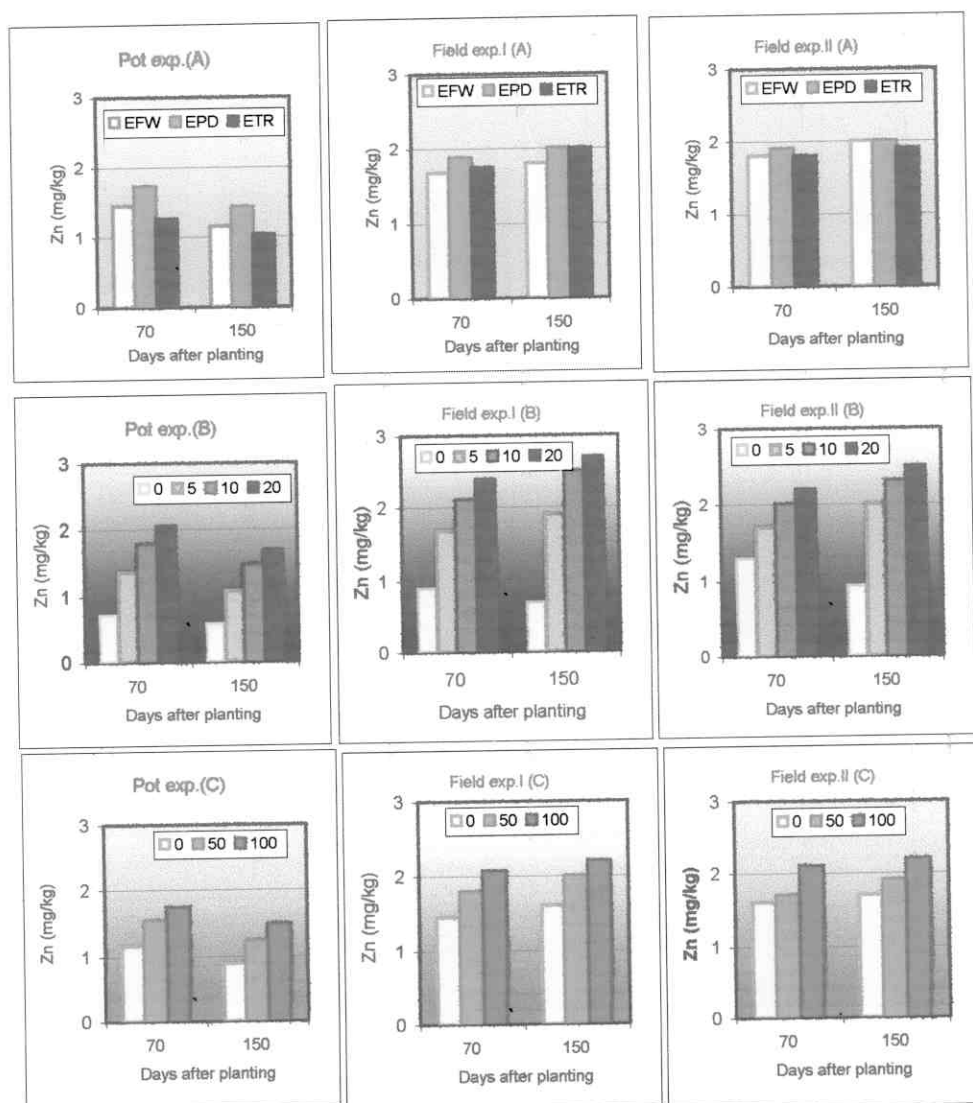 Pot exp.(A)
3
2
1
0
Zn (mg/kg)
EFW EPD ETR
70 150
Days after planting
Field exp.I (A)
3
2
1
0
Zn (mg/kg)
EFW EPD ETR
70 150
Days after planting
Field exp.II (A)
3
2
1
0
Zn (mg/kg)
EFW EPD ETR
70 150
Days after planting
Pot exp.(B)
3
2
1
0
Zn (mg/kg)
0 5 10 20
70 150
Days after planting
Field exp.I (B)
3
2
1
0
Zn (mg/kg)
0 5 10 20
70 150
Days after planting
Field exp.II (B)
3
2
1
0
Zn (mg/kg)
0 5 10 20
70 150
Days after planting
Pot exp.(C)
3
2
1
0
Zn (mg/kg)
0 50 100
70 150
Days after planting
Field exp.I (C)
3
2
1
0
Zn (mg/kg)
0 50 100
70 150
Days after planting
Field exp.II (C)
3
2
1
0
Zn (mg/kg)
0 50 100
70 150
Days after planting